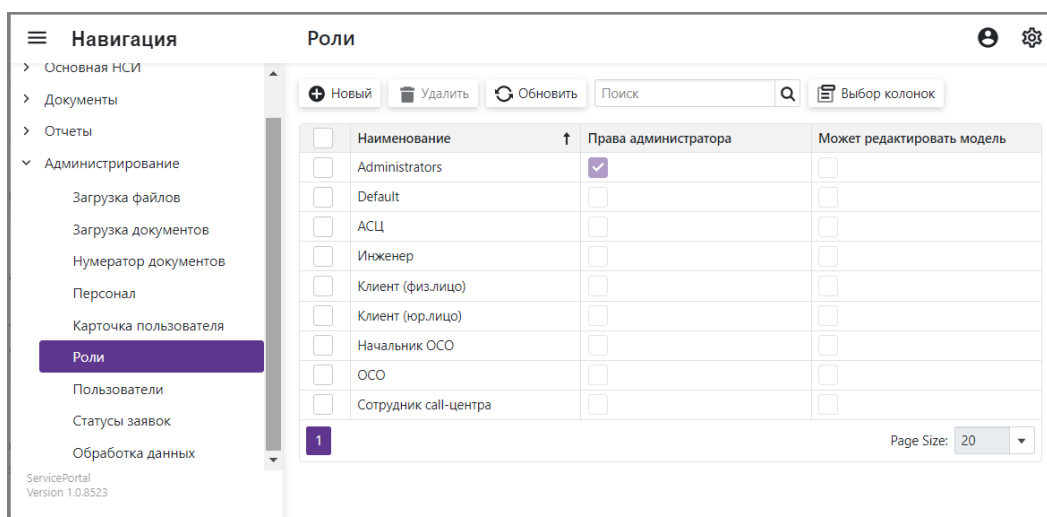 Навигация
Роли
Основная НСИ
Документы
Отчеты
Администрирование
Загрузка файлов
Загрузка документов
Нумератор документов
Персонал
Карточка пользователя
Роли
Пользователи
Статусы заявок
Обработка данных
ServicePortal
Version 1.0.8523
Новый Удалить Обновить Поиск Выбор колонок
Наименование Права администратора Может редактировать модель
Administrators
Default
АСЦ
Инженер
Клиент (физ.лицо)
Клиент (юр.лицо)
Начальник ОСО
ОСО
Сотрудник call-центра
1 Page Size: 20